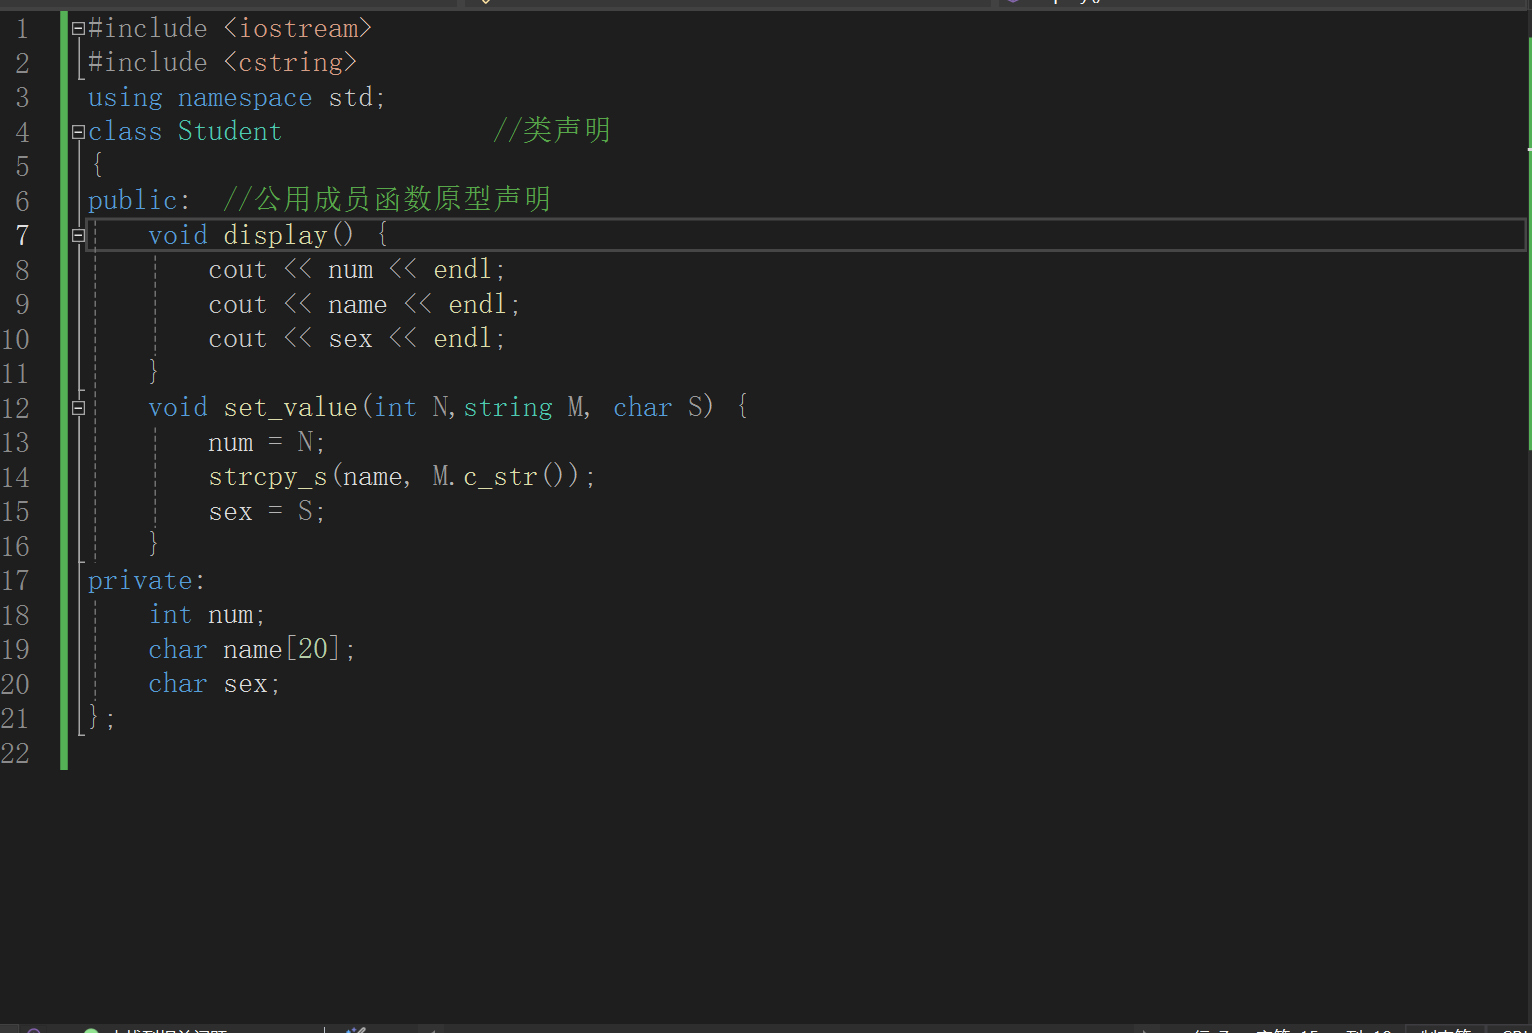 1 #include <iostream>
2 #include <cstring>
3 using namespace std;
4 class Student //类声明
5 {
6 public: //公用成员函数原型声明
7 void display() {
8 cout << num << endl;
9 cout << name << endl;
10 cout << sex << endl;
11 }
12 void set_value(int N,string M, char S) {
13 num = N;
14 strcpy_s(name, M.c_str());
15 sex = S;
16 }
17 private:
18 int num;
19 char name[20];
20 char sex;
21 };
22